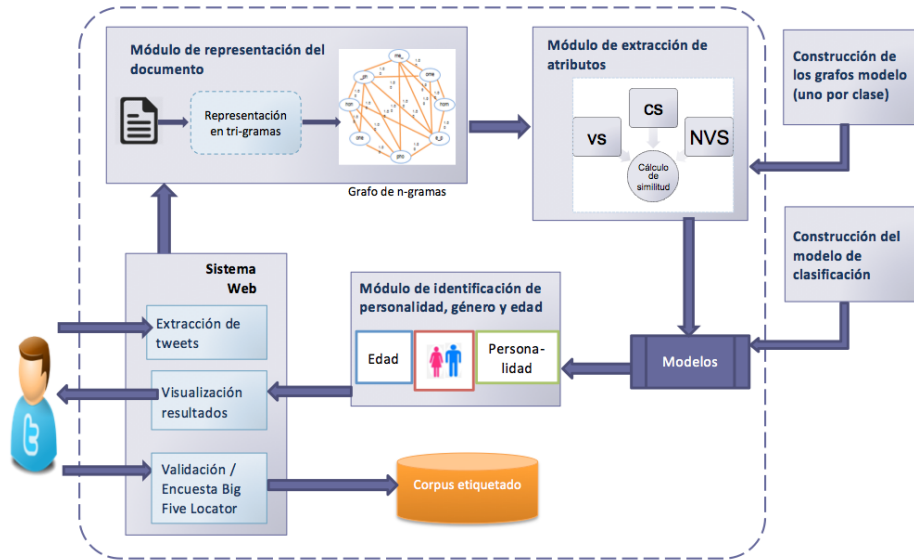 Módulo de representación del
documento
Representación
en tri-gramas
Grafo de n-gramas
Módulo de extracción de
atributos
CS
VS
NVS
Cálculo
de
similitud
Construcción de
los grafos modelo
(uno por clase)
Construcción del
modelo de
clasificación
Sistema
Web
Extracción de
tweets
Visualización
resultados
Validación /
Encuesta Big
Five Locator
Módulo de identificación de
personalidad, género y edad
Edad
Persona-
lidad
Modelos
Corpus etiquetado